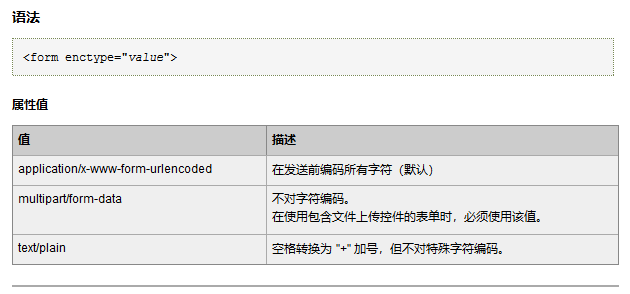 语法
<form enctype="value">
属性值
值 描述
application/x-www-form-urlencoded 在发送前编码所有字符（默认）
multipart/form-data 不对字符编码。
在使用包含文件上传控件的表单时，必须使用该值。
text/plain 空格转换为 "+" 加号，但不对特殊字符编码。